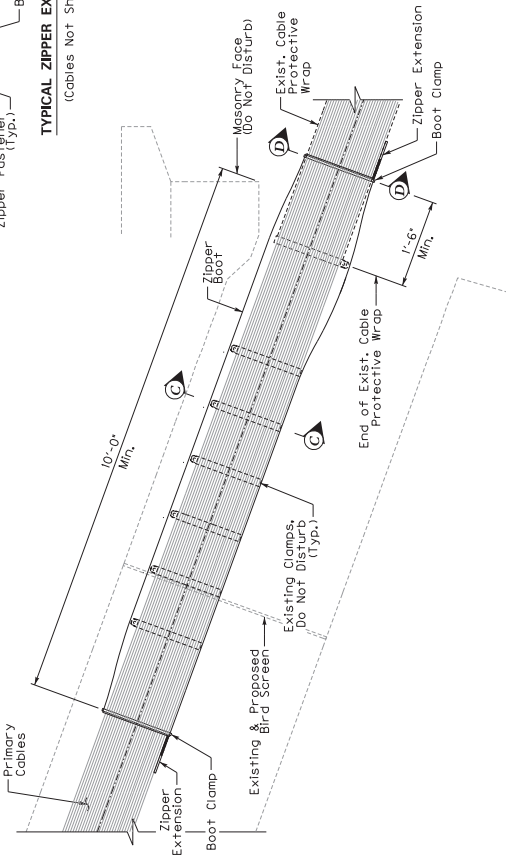 Zipper Fastener
(Typ.)
TYPICAL ZIPPER EX
(Cables Not Sh
Primary
Cables
10'-0"
Min.
Masonry Face
(Do Not Disturb)
Exist. Cable
Protective
Wrap
Zipper
Boot
D
C
Zipper Extension
Boot Clamp
D
1'-6"
Min.
End of Exist. Cable
Protective Wrap
C
Existing Clamps.
Do Not Disturb
(Typ.)
Existing & Proposed
Bird Screen
Zipper
Extension
Boot Clamp